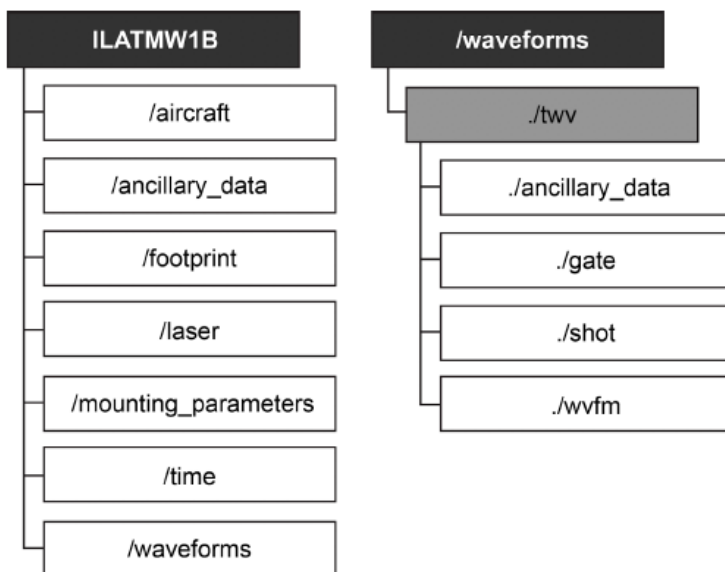 ILATMW1B
/aircraft
/ancillary_data
/footprint
/laser
/mounting_parameters
/time
/waveforms
/waveforms
./twv
./ancillary_data
./gate
./shot
./wvfm